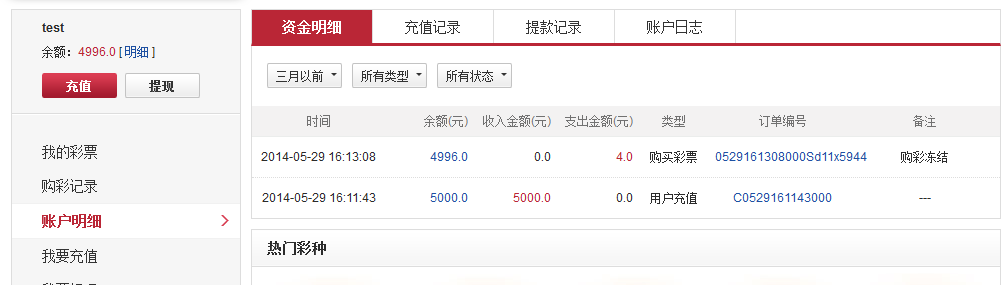 test
余额：4996.0 [ 明细 ]
充值 提现
我的彩票
购彩记录
账户明细
我要充值
资金明细 充值记录 提款记录 账户日志
三月以前 所有类型 所有状态
时间 余额(元) 收入金额(元) 支出金额(元) 类型 订单编号 备注
2014-05-29 16:13:08 4996.0 0.0 4.0 购买彩票 0529161308000Sd11x5944 购彩冻结
2014-05-29 16:11:43 5000.0 5000.0 0.0 用户充值 C0529161143000 ---
热门彩种